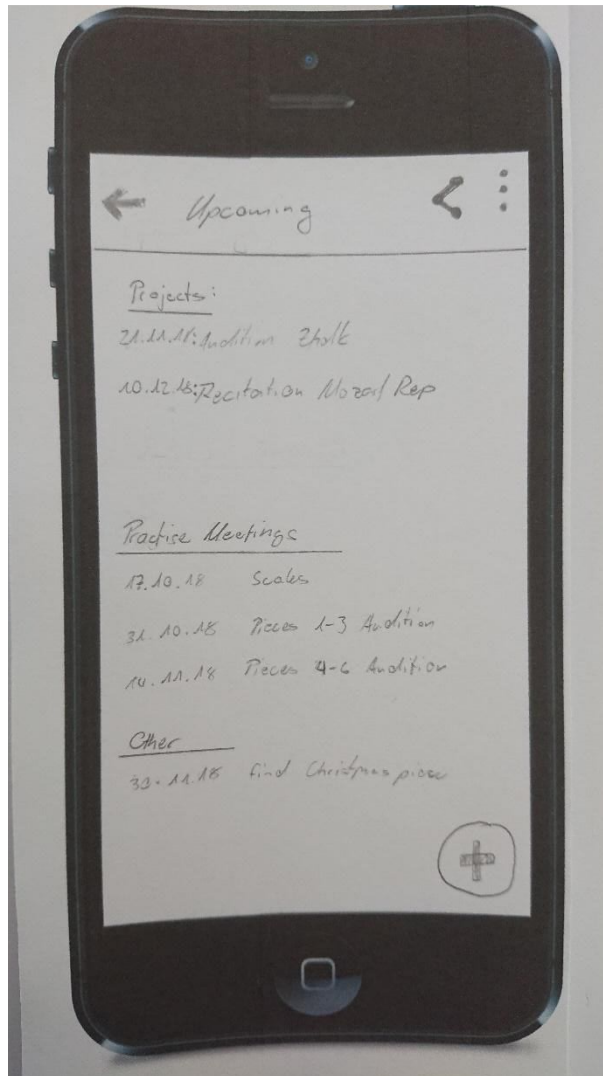 Upcoming
Projects:
21.11.18: Audition
10.12.18: Recitation Mozart Rep
Practise Meetings
17.10.18 Scales
31.10.18 Pieces 1-3 Audition
14.11.18 Pieces 4-6 Audition
Other
30.11.18 find Christmas piece